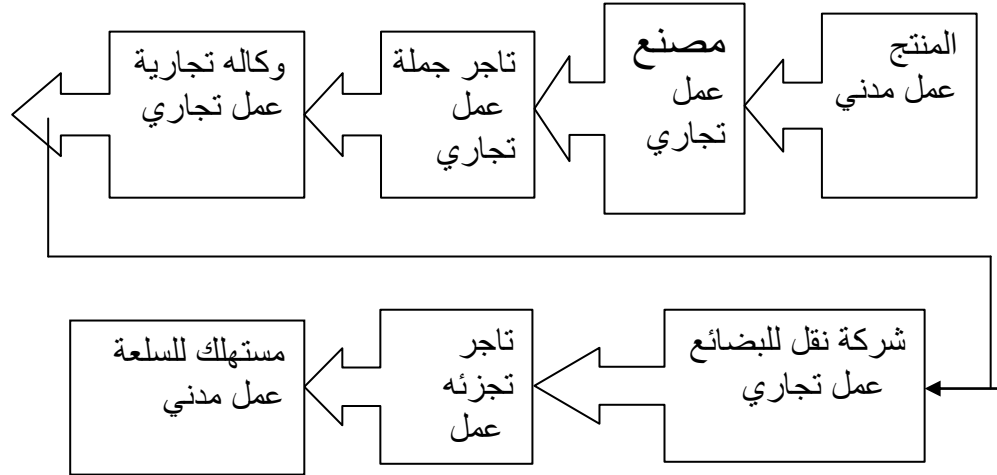 المنتج
عمل مدني
مصنع
عمل
تجاري
تاجر جملة
عمل
تجاري
وكاله تجارية
عمل تجاري
شركة نقل للبضائع
عمل تجاري
تاجر
تجزئه
عمل
مستهلك للسلعة
عمل مدني